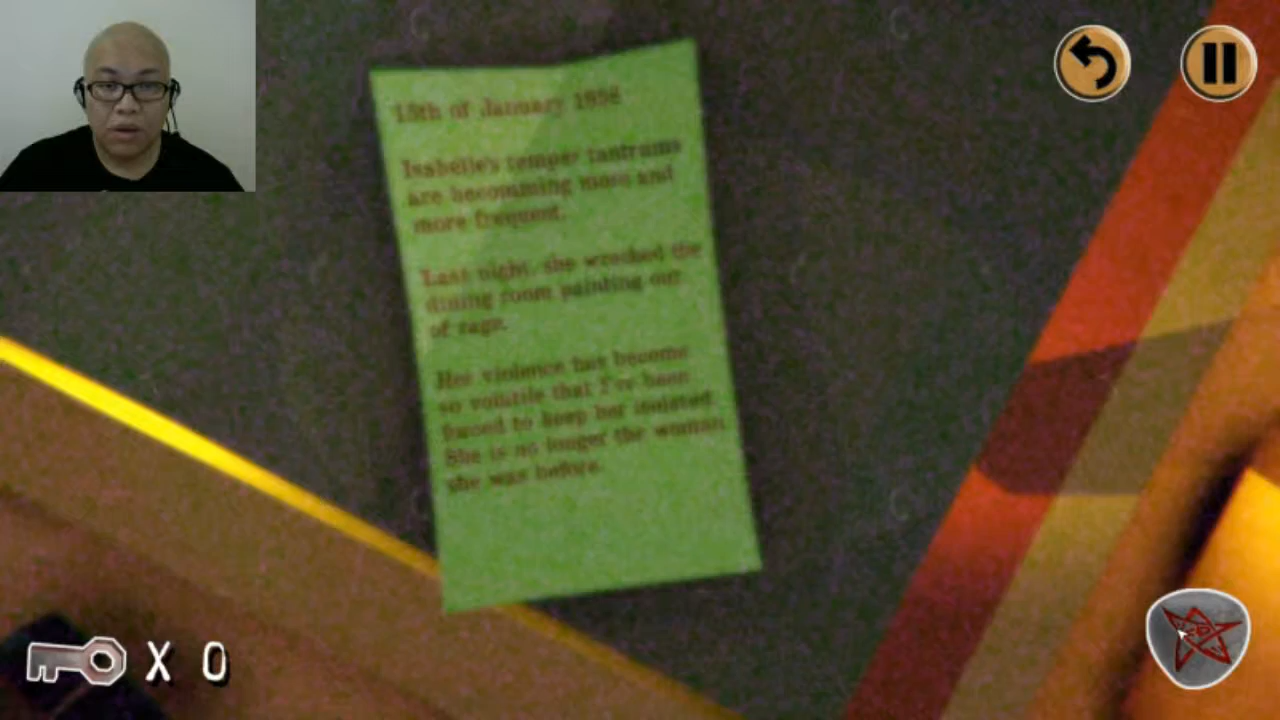 15th of January
Isabelle's temper tantrums
are becomming more and
more frequent.
Last night, she wrecked the
dining room painting out
of rage.
Her violence has become
so volatile that I've been
forced to keep her isolated
She is no longer the woman
she was before.
X 0